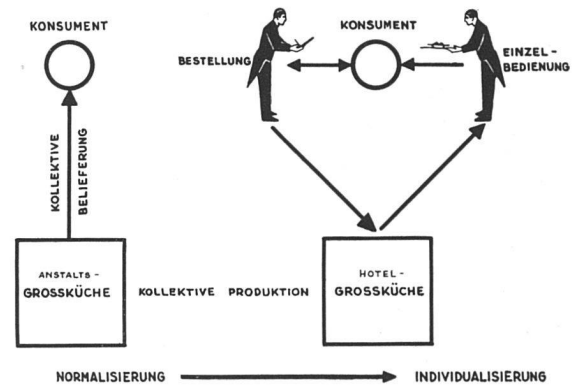 KONSUMENT
KOLLEKTIVE
BELIEFERUNG
ANSTALTS-
GROSSKÜCHE
KOLLEKTIVE PRODUKTION
KONSUMENT
BESTELLUNG
EINZEL-
BEDIENUNG
HOTEL-
GROSSKÜCHE
NORMALISIERUNG
INDIVIDUALISIERUNG